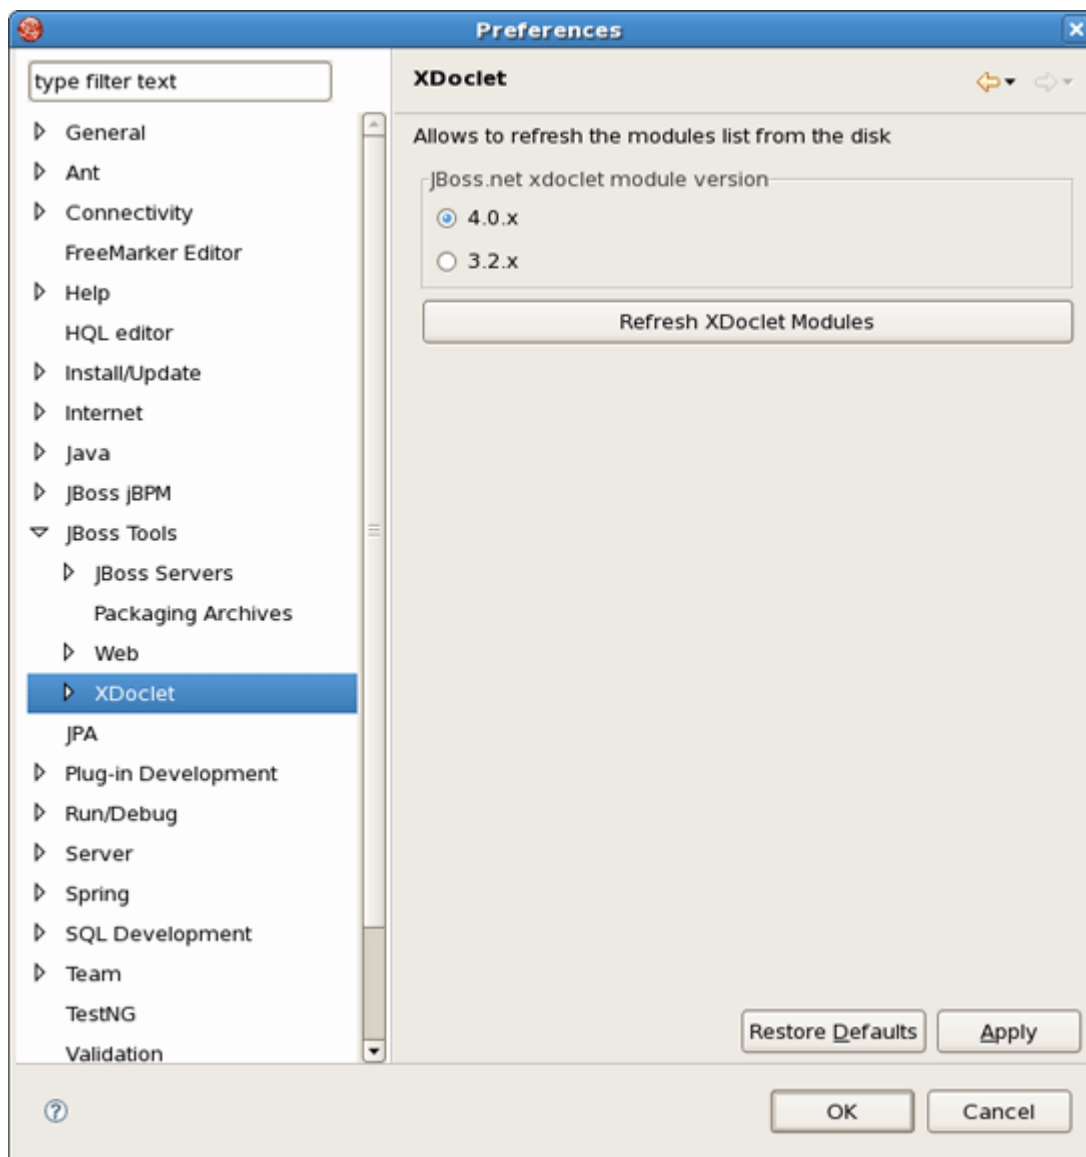 Preferences
type filter text
General
Ant
Connectivity
FreeMarker Editor
Help
HQL editor
Install/Update
Internet
Java
JBoss jBPM
JBoss Tools
JBoss Servers
Packaging Archives
Web
XDoclet
JPA
Plug-in Development
Run/Debug
Server
Spring
SQL Development
Team
TestNG
Validation
XDoclet
Allows to refresh the modules list from the disk
JBoss.net xdoclet module version
4.0.x
3.2.x
Refresh XDoclet Modules
Restore Defaults
Apply
OK
Cancel